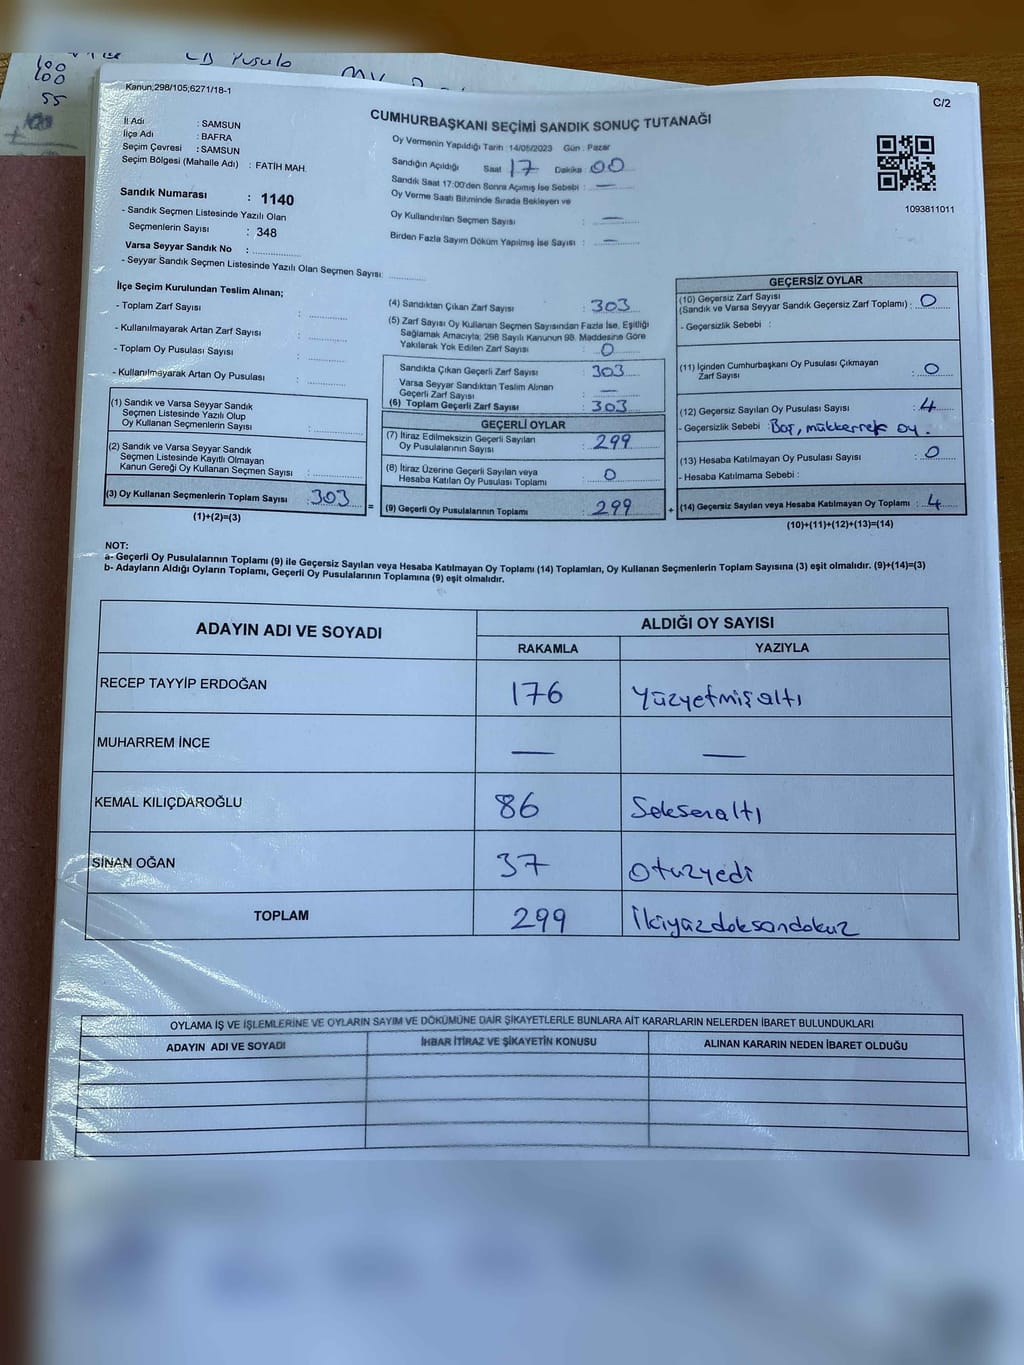 100
100
55
CB Pusula
Kanun;298/105;6271/18-1
C/2
CUMHURBAŞKANI SEÇİMİ SANDIK SONUÇ TUTANAĞI
İl Adı : SAMSUN
İlçe Adı : BAFRA
Seçim Çevresi : SAMSUN
Seçim Bölgesi (Mahalle Adı) : FATİH MAH.
Sandık Numarası : 1140
- Sandık Seçmen Listesinde Yazılı Olan
Seçmenlerin Sayısı : 348
Varsa Seyyar Sandık No :
- Seyyar Sandık Seçmen Listesinde Yazılı Olan Seçmen Sayısı:
Oy Vermenin Yapıldığı Tarih : 14/05/2023 Gün : Pazar
Sandığın Açıldığı Saat 17 Dakika 00
Sandık Saat 17:00'den Sonra Açımış İse Sebebi : —
Oy Verme Saati Bitiminde Sırada Bekleyen ve
Oy Kullandırılan Seçmen Sayısı : —
Birden Fazla Sayım Döküm Yapılmış İse Sayısı : —
1093811011
İlçe Seçim Kurulundan Teslim Alınan;
- Toplam Zarf Sayısı :
- Kullanılmayarak Artan Zarf Sayısı :
- Toplam Oy Pusulası Sayısı :
- Kullanılmayarak Artan Oy Pusulası :
(1) Sandık ve Varsa Seyyar Sandık
Seçmen Listesinde Yazılı Olup
Oy Kullanan Seçmenlerin Sayısı :
(2) Sandık ve Varsa Seyyar Sandık
Seçmen Listesinde Kayıtlı Olmayan
Kanun Gereği Oy Kullanan Seçmen Sayısı :
(3) Oy Kullanan Seçmenlerin Toplam Sayısı : 303 =
(1)+(2)=(3)
(4) Sandıktan Çıkan Zarf Sayısı : 303
(5) Zarf Sayısı Oy Kullanan Seçmen Sayısından Fazla İse, Eşitliği
Sağlamak Amacıyla; 298 Sayılı Kanunun 98. Maddesine Göre
Yakılarak Yok Edilen Zarf Sayısı : 0
Sandıkta Çıkan Geçerli Zarf Sayısı : 303
Varsa Seyyar Sandıktan Teslim Alınan
Geçerli Zarf Sayısı : —
(6) Toplam Geçerli Zarf Sayısı : 303
GEÇERLİ OYLAR
(7) İtiraz Edilmeksizin Geçerli Sayılan
Oy Pusulalarının Sayısı : 299
(8) İtiraz Üzerine Geçerli Sayılan veya
Hesaba Katılan Oy Pusulası Toplamı : 0
(9) Geçerli Oy Pusulalarının Toplamı : 299 +
GEÇERSİZ OYLAR
(10) Geçersiz Zarf Sayısı
(Sandık ve Varsa Seyyar Sandık Geçersiz Zarf Toplamı) : 0
- Geçersizlik Sebebi :
(11) İçinden Cumhurbaşkanı Oy Pusulası Çıkmayan
Zarf Sayısı : 0
(12) Geçersiz Sayılan Oy Pusulası Sayısı : 4
- Geçersizlik Sebebi : Boş, mükkerrer oy.
(13) Hesaba Katılmayan Oy Pusulası Sayısı : 0
- Hesaba Katılmama Sebebi :
(14) Geçersiz Sayılan veya Hesaba Katılmayan Oy Toplamı : 4
(10)+(11)+(12)+(13)=(14)
NOT:
a- Geçerli Oy Pusulalarının Toplamı (9) ile Geçersiz Sayılan veya Hesaba Katılmayan Oy Toplamı (14) Toplamları, Oy Kullanan Seçmenlerin Toplam Sayısına (3) eşit olmalıdır. (9)+(14)=(3)
b- Adayların Aldığı Oyların Toplamı, Geçerli Oy Pusulalarının Toplamına (9) eşit olmalıdır.
ADAYIN ADI VE SOYADI
ALDIĞI OY SAYISI
RAKAMLA YAZIYLA
RECEP TAYYİP ERDOĞAN 176 Yüzyetmişaltı
MUHARREM İNCE — —
KEMAL KILIÇDAROĞLU 86 Seksenaltı
SİNAN OĞAN 37 Otuzyedi
TOPLAM 299 İkiyüzdoksandokuz
OYLAMA İŞ VE İŞLEMLERİNE VE OYLARIN SAYIM VE DÖKÜMÜNE DAİR ŞİKAYETLERLE BUNLARA AİT KARARLARIN NELERDEN İBARET BULUNDUKLARI
ADAYIN ADI VE SOYADI İHBAR İTİRAZ VE ŞİKAYETİN KONUSU ALINAN KARARIN NEDEN İBARET OLDUĞU